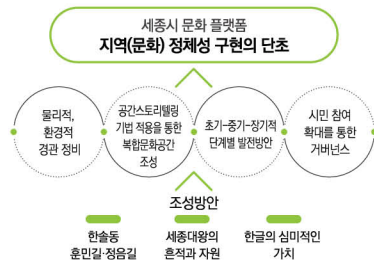 세종시 문화 플랫폼
지역(문화) 정체성 구현의 단초
물리적,
환경적
경관 정비
공간스토리텔링
기법 적용을 통한
복합문화공간
조성
초기-중기-장기적
단계별 발전방안
시민 참여
확대를 통한
거버넌스
조성방안
한솔동
훈민길·정음길
세종대왕의
흔적과 자원
한글의 심미적인
가치